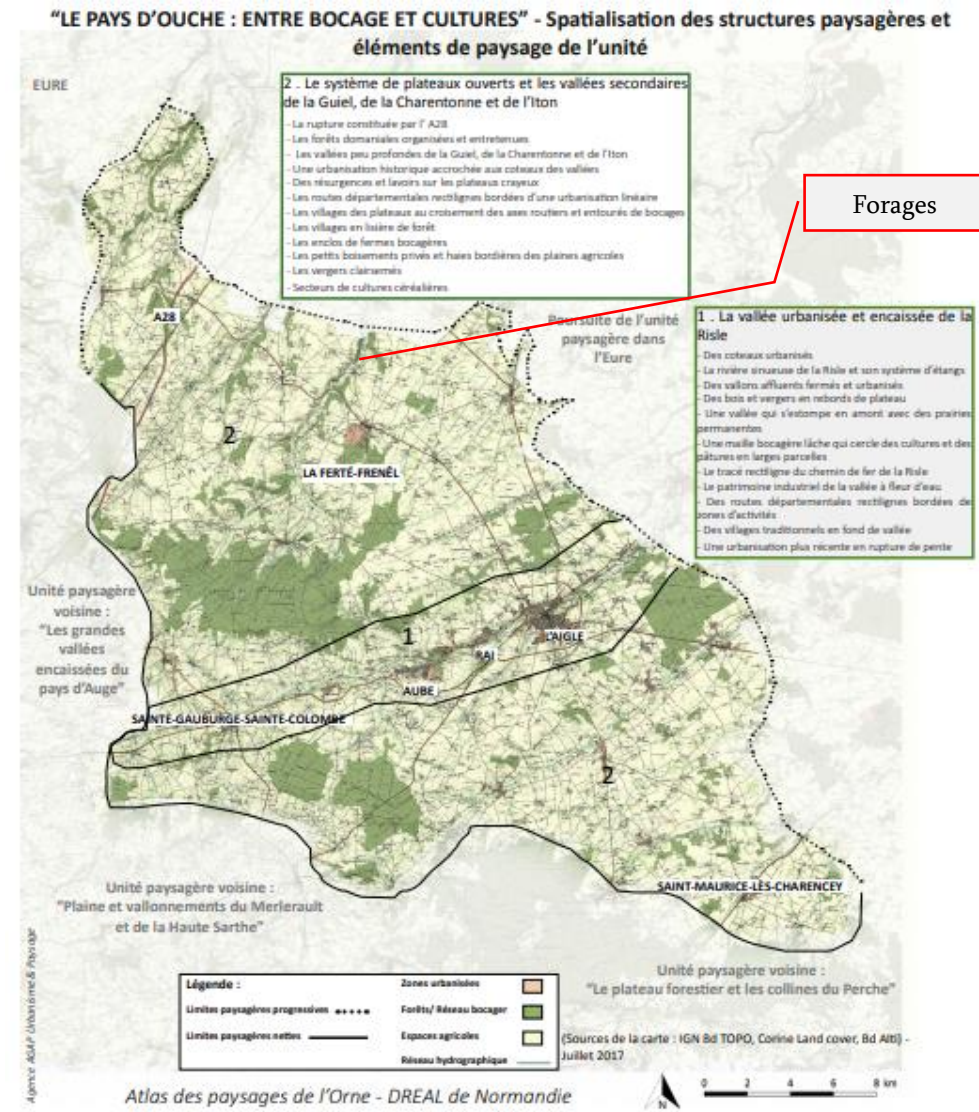 “LE PAYS D’OUCHE : ENTRE BOCAGE ET CULTURES” - Spatialisation des structures paysagères et
éléments de paysage de l’unité
EURE
2 . Le système de plateaux ouverts et les vallées secondaires
de la Guiel, de la Charentonne et de l’Iton
- La rupture constituée par l’ A28
- Les forêts domaniales organisées et entretenues
- Les vallées peu profondes de la Guiel, de la Charentonne et de l’Iton
- Une urbanisation historique accrochée aux coteaux des vallées
- Des résurgences et lavoirs sur les plateaux crayeux
- Les routes départementales rectilignes bordées d’une urbanisation linéaire
- Les villages des plateaux au croisement des axes routiers et entourés de bocages
- Les villages en lisière de forêt
- Les enclos de fermes bocagères
- Les petits boisements privés et haies bordières des plaines agricoles
- Les vergers clairsemés
- Secteurs de cultures céréalières
Forages
A28
Poursuite de l’unité
paysagère dans
l’Eure
1 . La vallée urbanisée et encaissée de la
Risle
- Des coteaux urbanisés
- La rivière sinueuse de la Risle et son système d’étangs
- Des vallons affluents fermés et urbanisés
- Des bois et vergers en rebords de plateau
- Une vallée qui s’estompe en amont avec des prairies
permanentes
- Une maille bocagère lâche qui cercle des cultures et des
pâtures en larges parcelles
- Le tracé rectiligne du chemin de fer de la Risle
- Le patrimoine industriel de la vallée à fleur d’eau
- Des routes départementales rectilignes bordées de
zones d’activités
- Des villages traditionnels en fond de vallée
- Une urbanisation plus récente en rupture de pente
2
LA FERTÉ-FRENÊL
Unité paysagère
voisine :
“Les grandes
vallées
encaissées du
pays d’Auge”
1
L’AIGLE
RAI
AUBE
SAINTE-GAUBURGE-SAINTE-COLOMBE
2
SAINT-MAURICE-LÈS-CHARENCEY
Unité paysagère voisine :
“Plaine et vallonnements du Merlerault
et de la Haute Sarthe”
Unité paysagère voisine :
“Le plateau forestier et les collines du Perche”
Légende :
Limites paysagères progressives
Limites paysagères nettes
Zones urbanisées
Forêts/ Réseau bocager
Espaces agricoles
Réseau hydrographique
(Sources de la carte : IGN Bd TOPO, Corine Land cover, Bd Alti) -
Juillet 2017
Agence AGAP Urbanisme & Paysage
Atlas des paysages de l’Orne - DREAL de Normandie
N
0 2 4 6 8 km